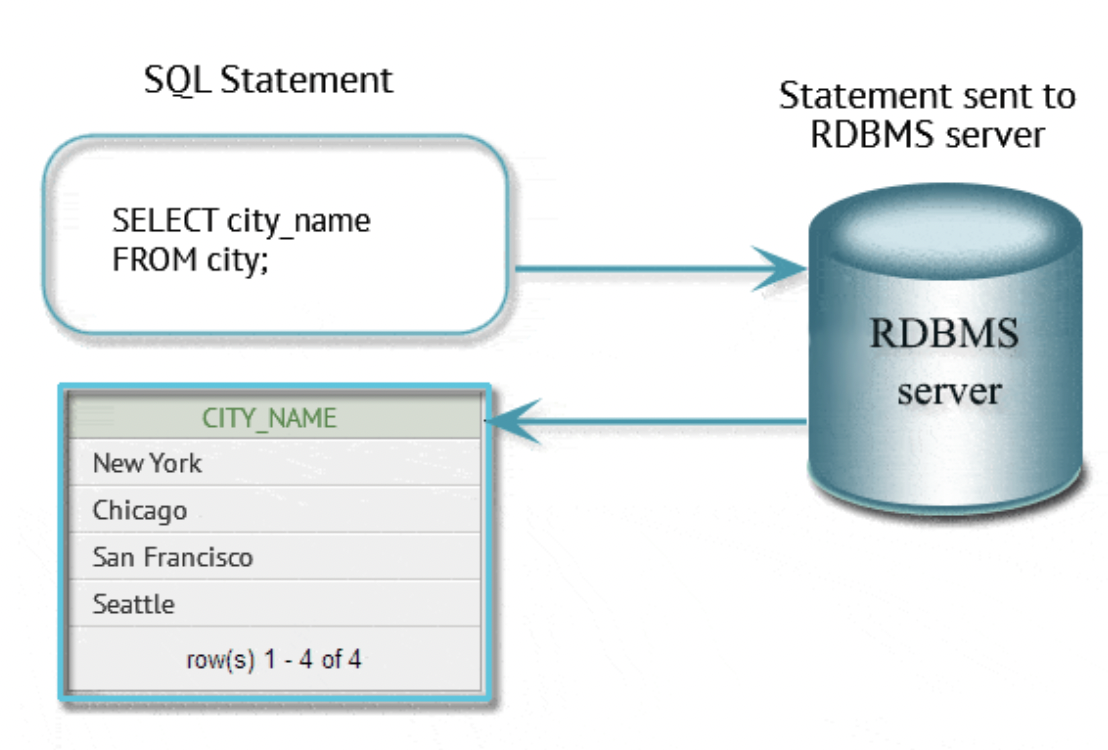 SQL Statement
SELECT city_name
FROM city;
Statement sent to
RDBMS server
RDBMS
server
CITY_NAME
New York
Chicago
San Francisco
Seattle
row(s) 1 - 4 of 4